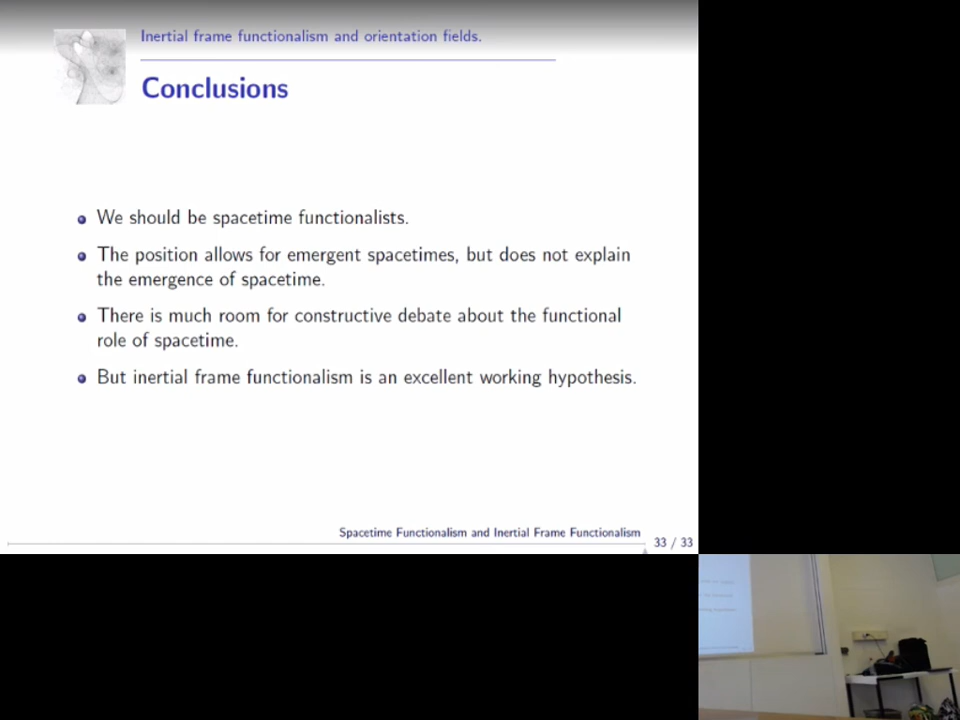 Inertial frame functionalism and orientation fields.
Conclusions
We should be spacetime functionalists.
The position allows for emergent spacetimes, but does not explain
the emergence of spacetime.
There is much room for constructive debate about the functional
role of spacetime.
But inertial frame functionalism is an excellent working hypothesis.
Spacetime Functionalism and Inertial Frame Functionalism
33 / 33